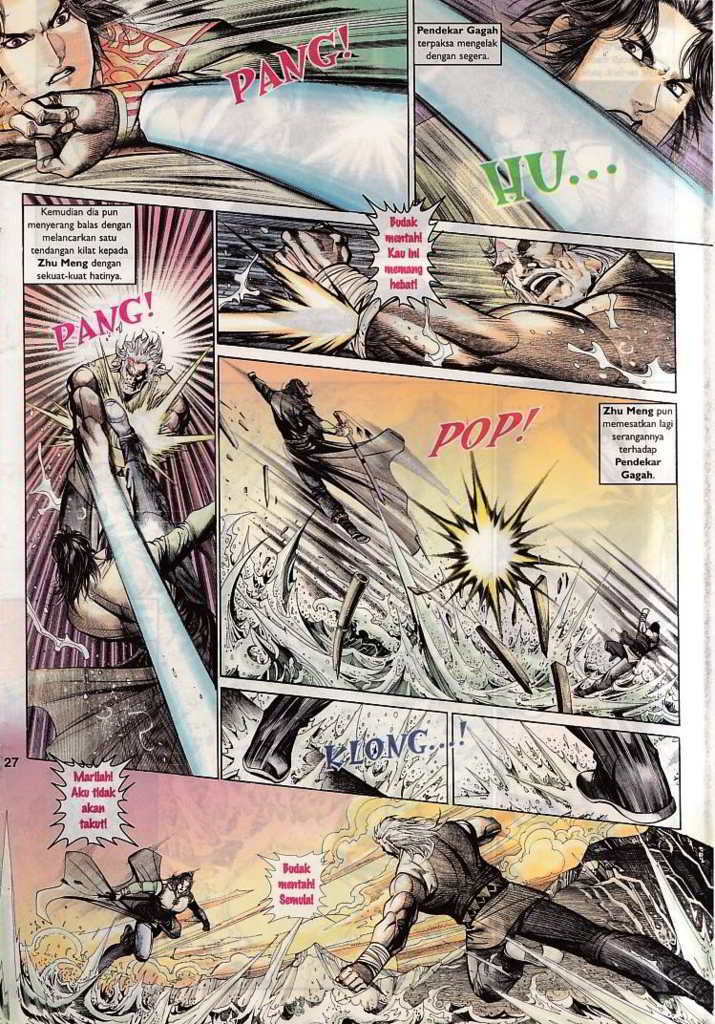 PANG!
Pendekar Gagah
terpaksa mengelak
dengan segera.
HU...
Kemudian dia pun
menyerang balas dengan
melancarkan satu
tendangan kilat kepada
Zhu Meng dengan
sekuat-kuat hatinya.
PANG!
Budak
mentah!
Kau ini
memang
hebat!
POP!
Zhu Meng pun
memesatkan lagi
serangannya
terhadap
Pendekar
Gagah.
KLONG...!
27
Marilah!
Aku tidak
akan
takut!
Budak
mentah!
Semula!